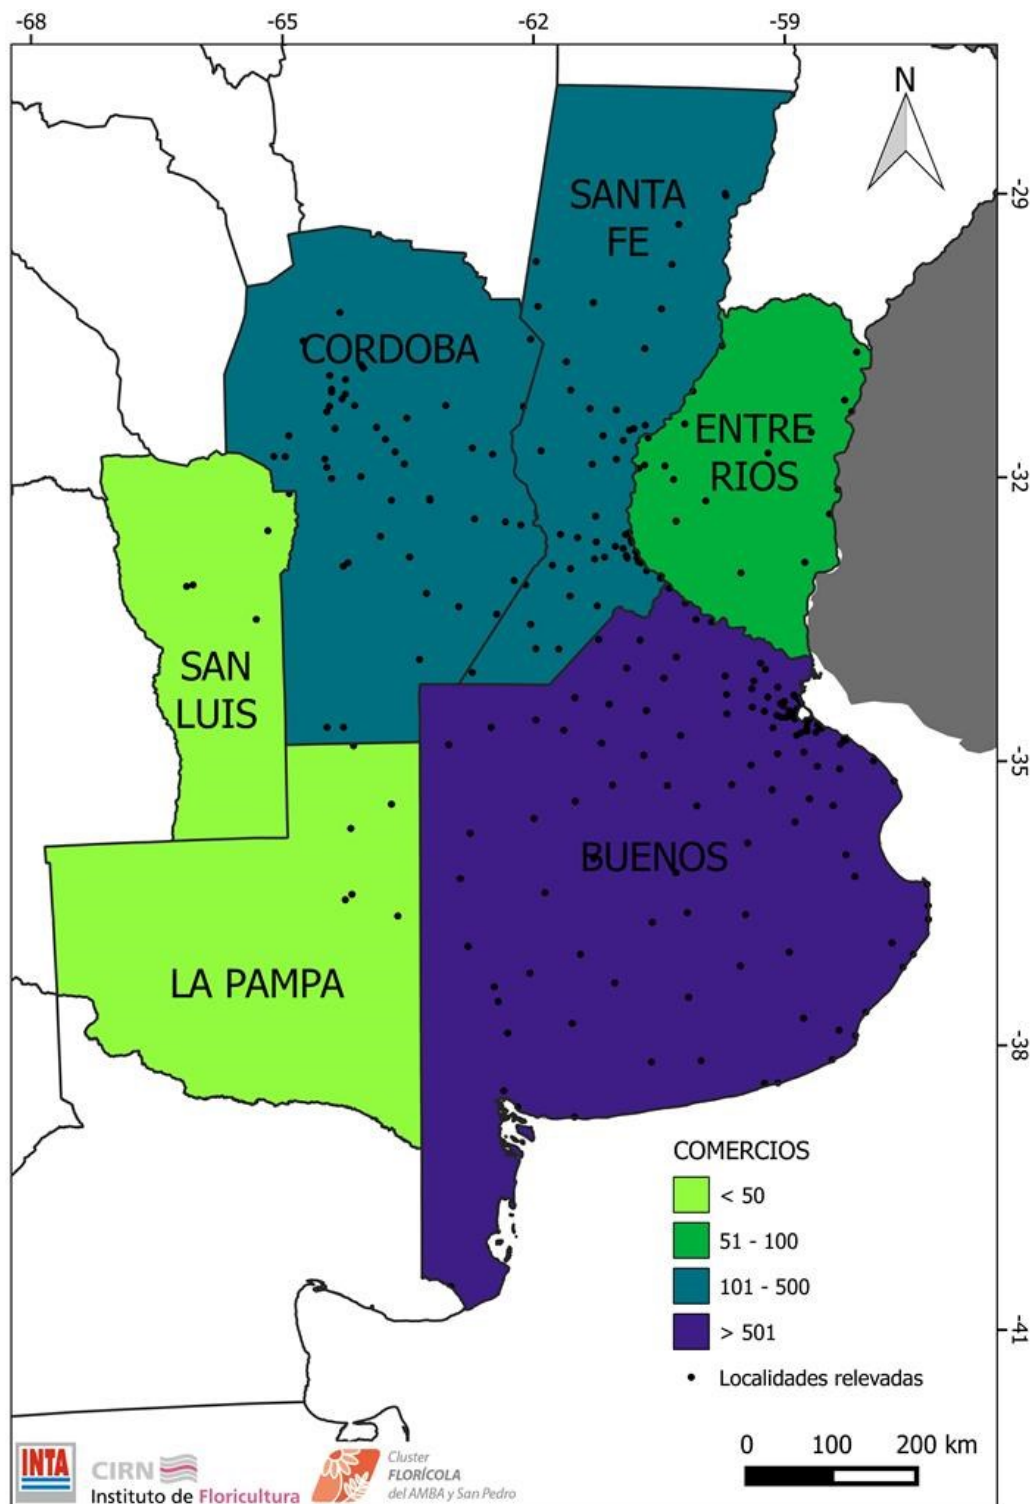 -68 -65 -62 -59
N
-29
SANTA
FE
CORDOBA
ENTRE
RIOS
-32
SAN
LUIS
-35
BUENOS
LA PAMPA
-38
COMERCIOS
< 50
51 - 100
101 - 500
> 501
Localidades relevadas
-41
0 100 200 km
INTA
CIRN
Instituto de Floricultura
Cluster
FLORÍCOLA
del AMBA y San Pedro